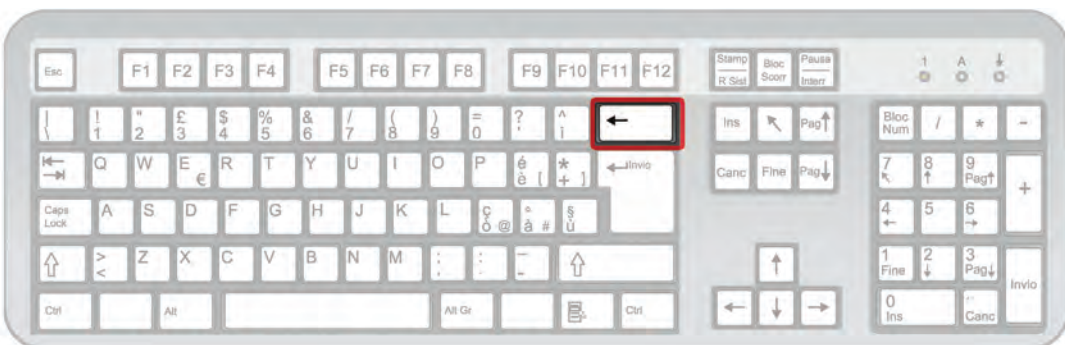 Esc F1 F2 F3 F4 F5 F6 F7 F8 F9 F10 F11 F12 Stamp R Sist Bloc Scorr Pausa Interr 1 A
| \ ! 1 " 2 £ 3 $ 4 % 5 & 6 / 7 ( 8 ) 9 = 0 ? ' ^ ì ← Ins ↖ Pag↑ Bloc Num / * -
Q W E € R T Y U I O P é è [ * + ] Invio Canc Fine Pag↓ 7 ↖ 8 ↑ 9 Pag↑ +
Caps Lock A S D F G H J K L ç ò @ ° à # § ù 4 ← 5 6 →
⇧ > < Z X C V B N M ; , : . _ - ⇧ ↑ 1 Fine 2 ↓ 3 Pag↓ Invio
Ctrl Alt Alt Gr Ctrl ← ↓ → 0 Ins Canc